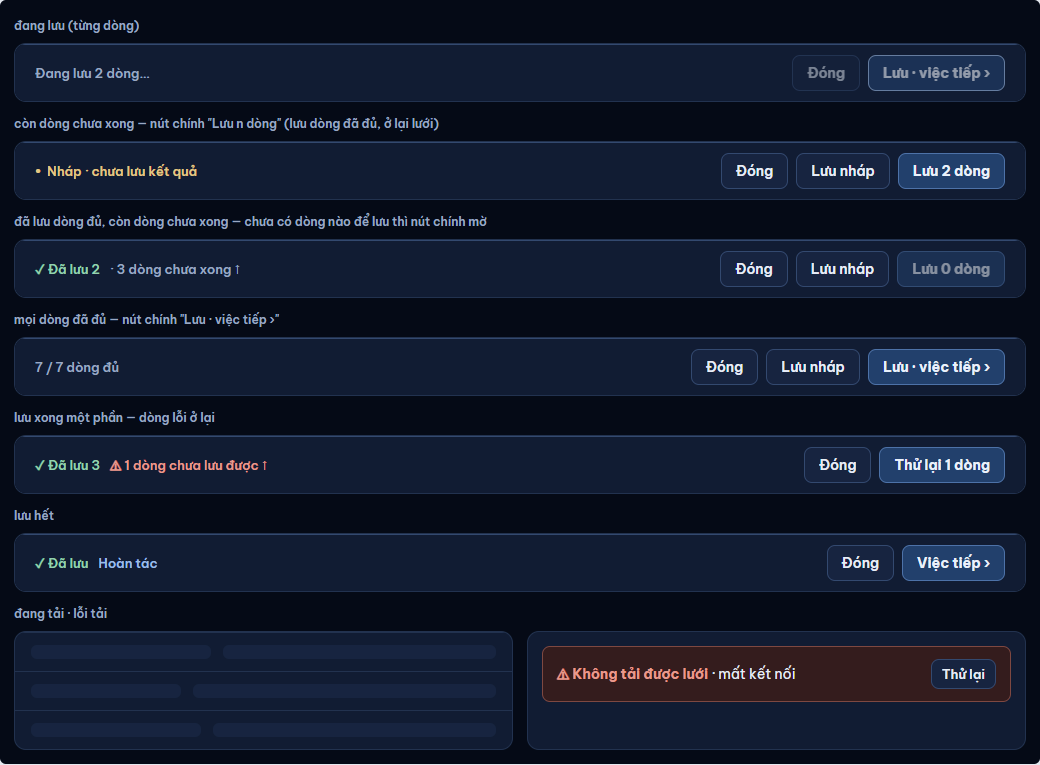 đang lưu (từng dòng)
Đang lưu 2 dòng… Đóng Lưu · việc tiếp ›
còn dòng chưa xong — nút chính "Lưu n dòng" (lưu dòng đã đủ, ở lại lưới)
• Nháp · chưa lưu kết quả Đóng Lưu nháp Lưu 2 dòng
đã lưu dòng đủ, còn dòng chưa xong — chưa có dòng nào để lưu thì nút chính mờ
✓ Đã lưu 2 · 3 dòng chưa xong ↑ Đóng Lưu nháp Lưu 0 dòng
mọi dòng đã đủ — nút chính "Lưu · việc tiếp ›"
7 / 7 dòng đủ Đóng Lưu nháp Lưu · việc tiếp ›
lưu xong một phần — dòng lỗi ở lại
✓ Đã lưu 3 ⚠ 1 dòng chưa lưu được ↑ Đóng Thử lại 1 dòng
lưu hết
✓ Đã lưu Hoàn tác Đóng Việc tiếp ›
đang tải · lỗi tải
⚠ Không tải được lưới · mất kết nối Thử lại